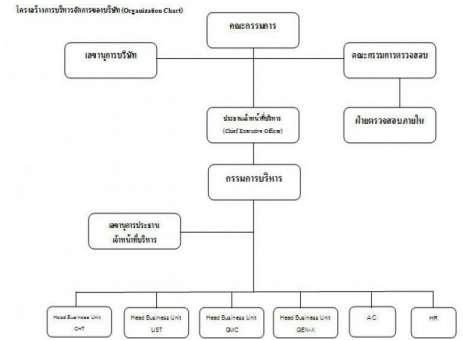 โครงสร้างการบริหารจัดการของบริษัท (Organization Chart)
คณะกรรมการ
เลขานุการบริษัท
คณะกรรมการตรวจสอบ
ประธานเจ้าหน้าที่บริหาร
(Chief Executive Officer)
ฝ่ายตรวจสอบภายใน
กรรมการบริหาร
เลขานุการประธาน
เจ้าหน้าที่บริหาร
Head Business Unit
CHT
Head Business Unit
UST
Head Business Unit
QMC
Head Business Unit
GEN-X
HR